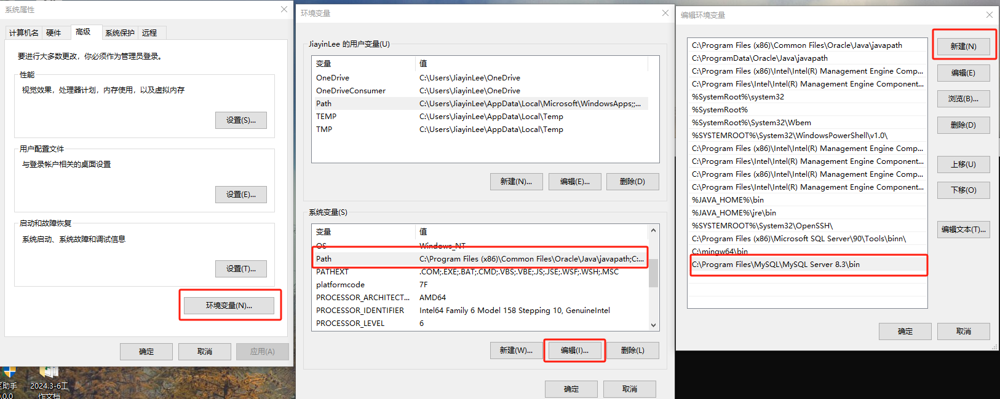 系统属性
计算机名
硬件
高级
系统保护
远程
要进行大多数更改，你必须作为管理员登录。
性能
视觉效果，处理器计划，内存使用，以及虚拟内存
设置(S)...
用户配置文件
与登录帐户相关的桌面设置
设置(E)...
启动和故障恢复
系统启动、系统故障和调试信息
设置(T)...
环境变量(N)...
确定
取消
应用(A)
2024.3-6工
作文档
环境变量
JiayinLee 的用户变量(U)
变量 值
OneDrive C:\Users\JiayinLee\OneDrive
OneDriveConsumer C:\Users\JiayinLee\OneDrive
Path C:\Users\JiayinLee\AppData\Local\Microsoft\WindowsApps;;...
TEMP C:\Users\JiayinLee\AppData\Local\Temp
TMP C:\Users\JiayinLee\AppData\Local\Temp
新建(N)...
编辑(E)...
删除(D)
系统变量(S)
变量 值
OS Windows_NT
Path C:\Program Files (x86)\Common Files\Oracle\Java\javapath;C:...
PATHEXT .COM;.EXE;.BAT;.CMD;.VBS;.VBE;.JS;.JSE;.WSF;.WSH;.MSC
platformcode 7F
PROCESSOR_ARCHITECT... AMD64
PROCESSOR_IDENTIFIER Intel64 Family 6 Model 158 Stepping 10, GenuineIntel
PROCESSOR_LEVEL 6
新建(W)...
编辑(I)...
删除(L)
确定
取消
编辑环境变量
C:\Program Files (x86)\Common Files\Oracle\Java\javapath
C:\ProgramData\Oracle\Java\javapath
C:\Program Files (x86)\Intel\Intel(R) Management Engine Comp...
C:\Program Files\Intel\Intel(R) Management Engine Component...
%SystemRoot%\system32
%SystemRoot%
%SystemRoot%\System32\Wbem
%SYSTEMROOT%\System32\WindowsPowerShell\v1.0\
C:\Program Files (x86)\Intel\Intel(R) Management Engine Comp...
C:\Program Files\Intel\Intel(R) Management Engine Component...
C:\Program Files (x86)\Intel\Intel(R) Management Engine Comp...
C:\Program Files\Intel\Intel(R) Management Engine Component...
%JAVA_HOME%\bin
%JAVA_HOME%\jre\bin
%SYSTEMROOT%\System32\OpenSSH\
C:\Program Files (x86)\Microsoft SQL Server\90\Tools\binn\
C:\mingw64\bin
C:\Program Files\MySQL\MySQL Server 8.3\bin
新建(N)
编辑(E)
浏览(B)...
删除(D)
上移(U)
下移(O)
编辑文本(T)...
确定
取消